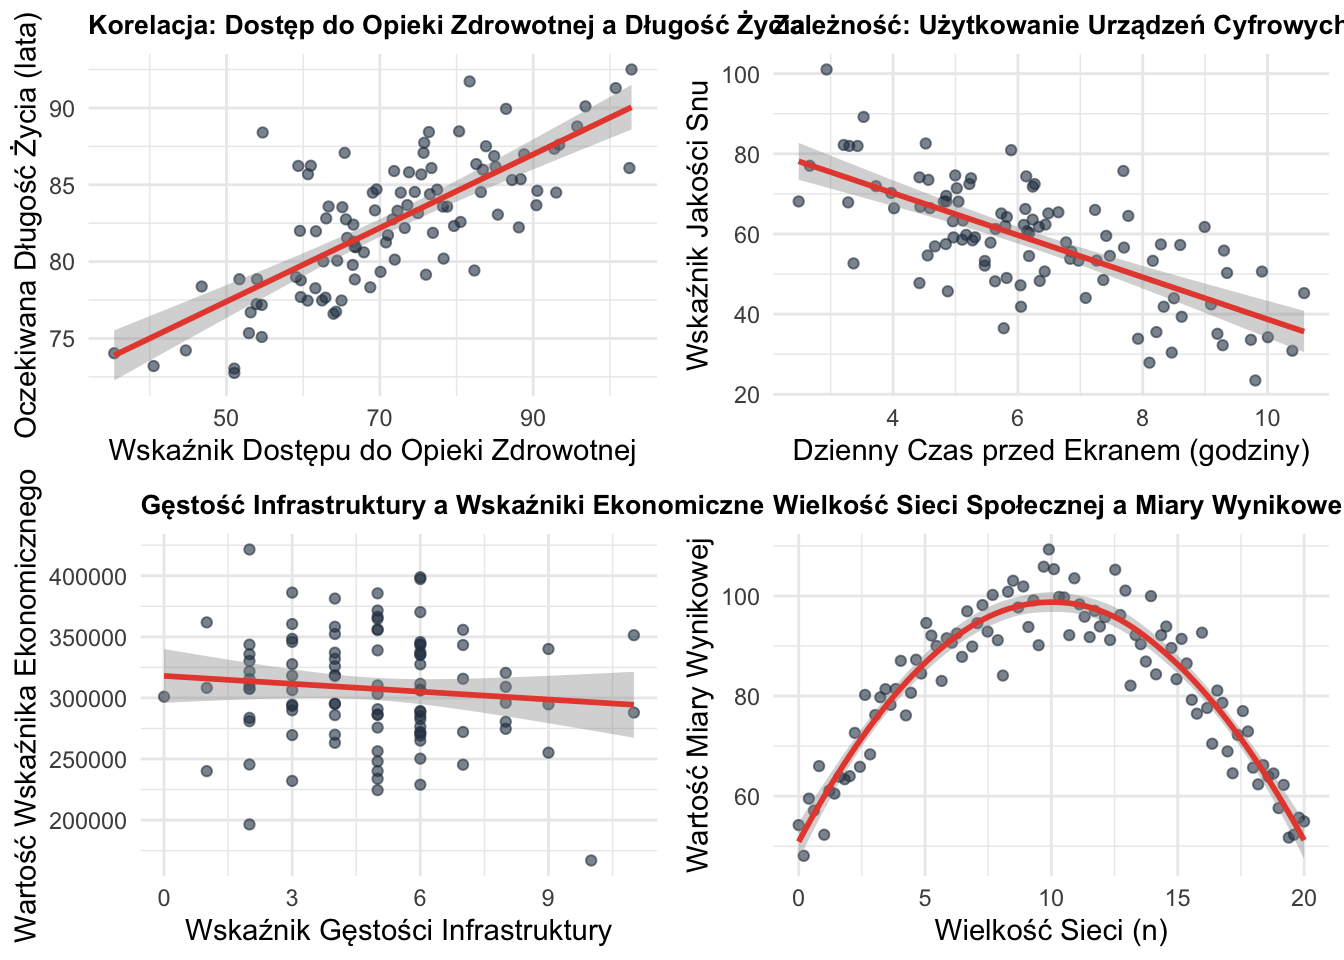 Korelacja: Dostęp do Opieki Zdrowotnej a Długość Życia
Oczekiwana Długość Życia (lata)
90
85
80
75
50 70 90
Wskaźnik Dostępu do Opieki Zdrowotnej
Zależność: Użytkowanie Urządzeń Cyfrowych
Wskaźnik Jakości Snu
100
80
60
40
20
4 6 8 10
Dzienny Czas przed Ekranem (godziny)
Gęstość Infrastruktury a Wskaźniki Ekonomiczne
Wartość Wskaźnika Ekonomicznego
400000
350000
300000
250000
200000
0 3 6 9
Wskaźnik Gęstości Infrastruktury
Wielkość Sieci Społecznej a Miary Wynikowe
Wartość Miary Wynikowej
100
80
60
0 5 10 15 20
Wielkość Sieci (n)